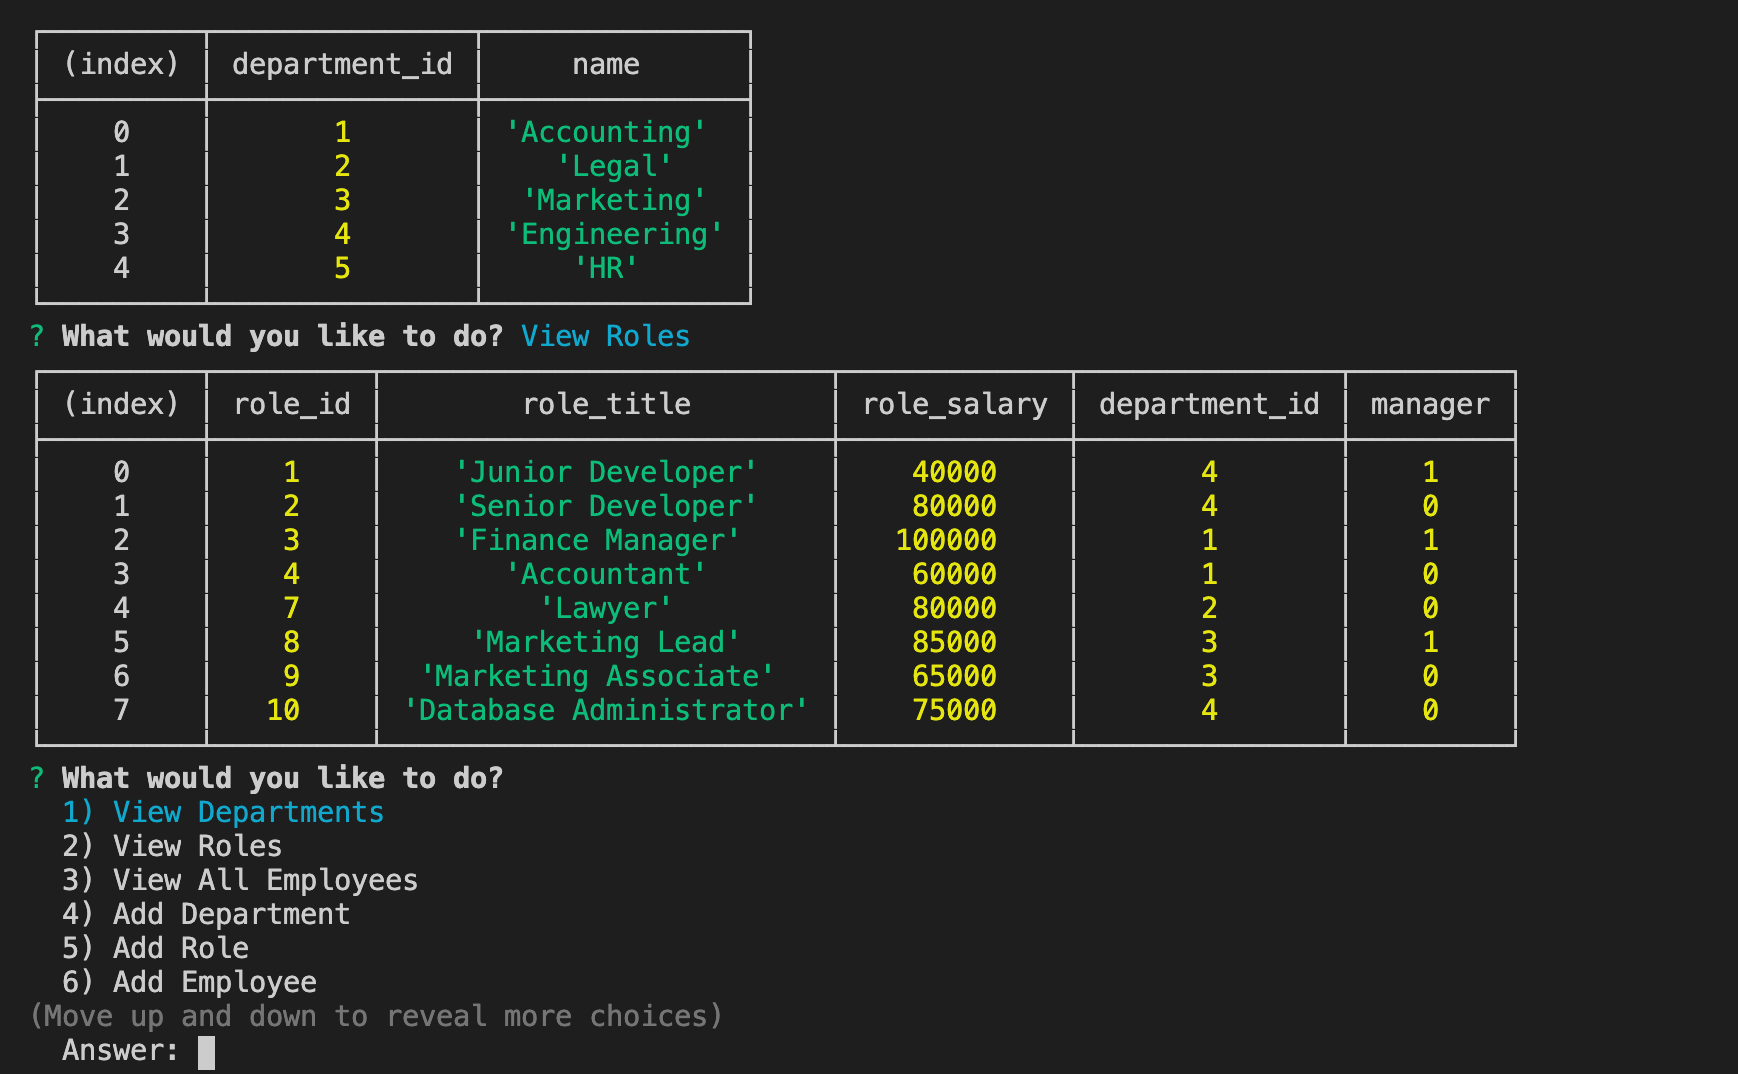 (index) department_id name
0 1 'Accounting'
1 2 'Legal'
2 3 'Marketing'
3 4 'Engineering'
4 5 'HR'
? What would you like to do? View Roles
(index) role_id role_title role_salary department_id manager
0 1 'Junior Developer' 40000 4 1
1 2 'Senior Developer' 80000 4 0
2 3 'Finance Manager' 100000 1 1
3 4 'Accountant' 60000 1 0
4 7 'Lawyer' 80000 2 0
5 8 'Marketing Lead' 85000 3 1
6 9 'Marketing Associate' 65000 3 0
7 10 'Database Administrator' 75000 4 0
? What would you like to do?
1) View Departments
2) View Roles
3) View All Employees
4) Add Department
5) Add Role
6) Add Employee
(Move up and down to reveal more choices)
Answer: